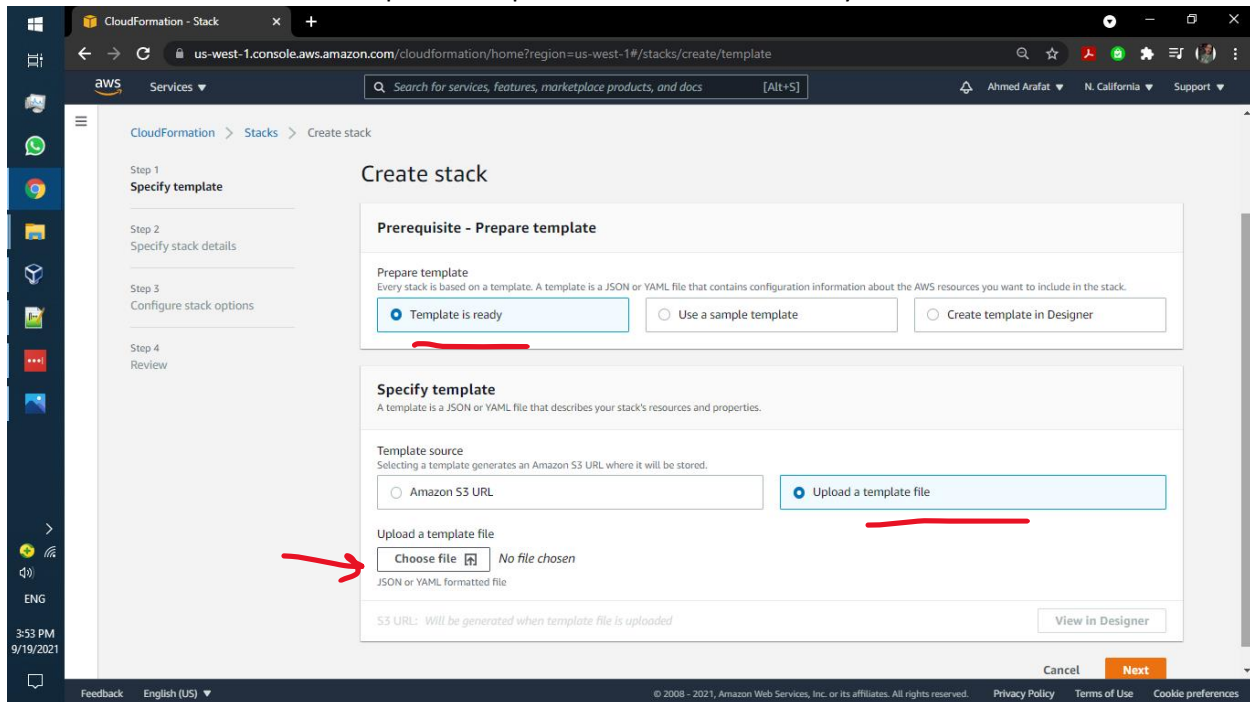 CloudFormation - Stack
us-west-1.console.aws.amazon.com/cloudformation/home?region=us-west-1#/stacks/create/template
aws Services Search for services, features, marketplace products, and docs [Alt+S] Ahmed Arafat N. California Support
CloudFormation > Stacks > Create stack
Step 1
Specify template
Step 2
Specify stack details
Step 3
Configure stack options
Step 4
Review
Create stack
Prerequisite - Prepare template
Prepare template
Every stack is based on a template. A template is a JSON or YAML file that contains configuration information about the AWS resources you want to include in the stack.
Template is ready Use a sample template Create template in Designer
Specify template
A template is a JSON or YAML file that describes your stack's resources and properties.
Template source
Selecting a template generates an Amazon S3 URL where it will be stored.
Amazon S3 URL Upload a template file
Upload a template file
Choose file No file chosen
JSON or YAML formatted file
S3 URL: Will be generated when template file is uploaded View in Designer
Cancel Next
ENG
3:53 PM
9/19/2021
Feedback English (US) © 2008 - 2021, Amazon Web Services, Inc. or its affiliates. All rights reserved. Privacy Policy Terms of Use Cookie preferences